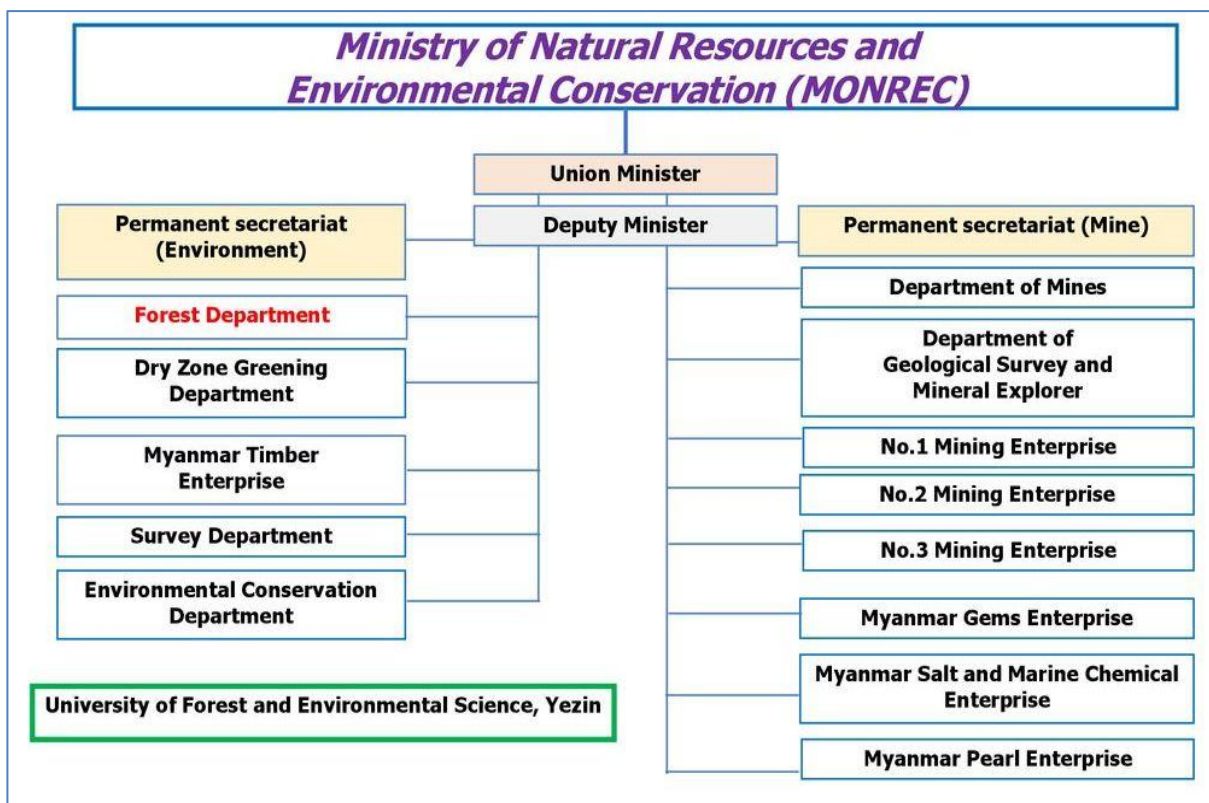 Ministry of Natural Resources and
Environmental Conservation (MONREC)
Union Minister
Deputy Minister
Permanent secretariat
(Environment)
Forest Department
Dry Zone Greening
Department
Myanmar Timber
Enterprise
Survey Department
Environmental Conservation
Department
University of Forest and Environmental Science, Yezin
Permanent secretariat (Mine)
Department of Mines
Department of
Geological Survey and
Mineral Explorer
No.1 Mining Enterprise
No.2 Mining Enterprise
No.3 Mining Enterprise
Myanmar Gems Enterprise
Myanmar Salt and Marine Chemical
Enterprise
Myanmar Pearl Enterprise